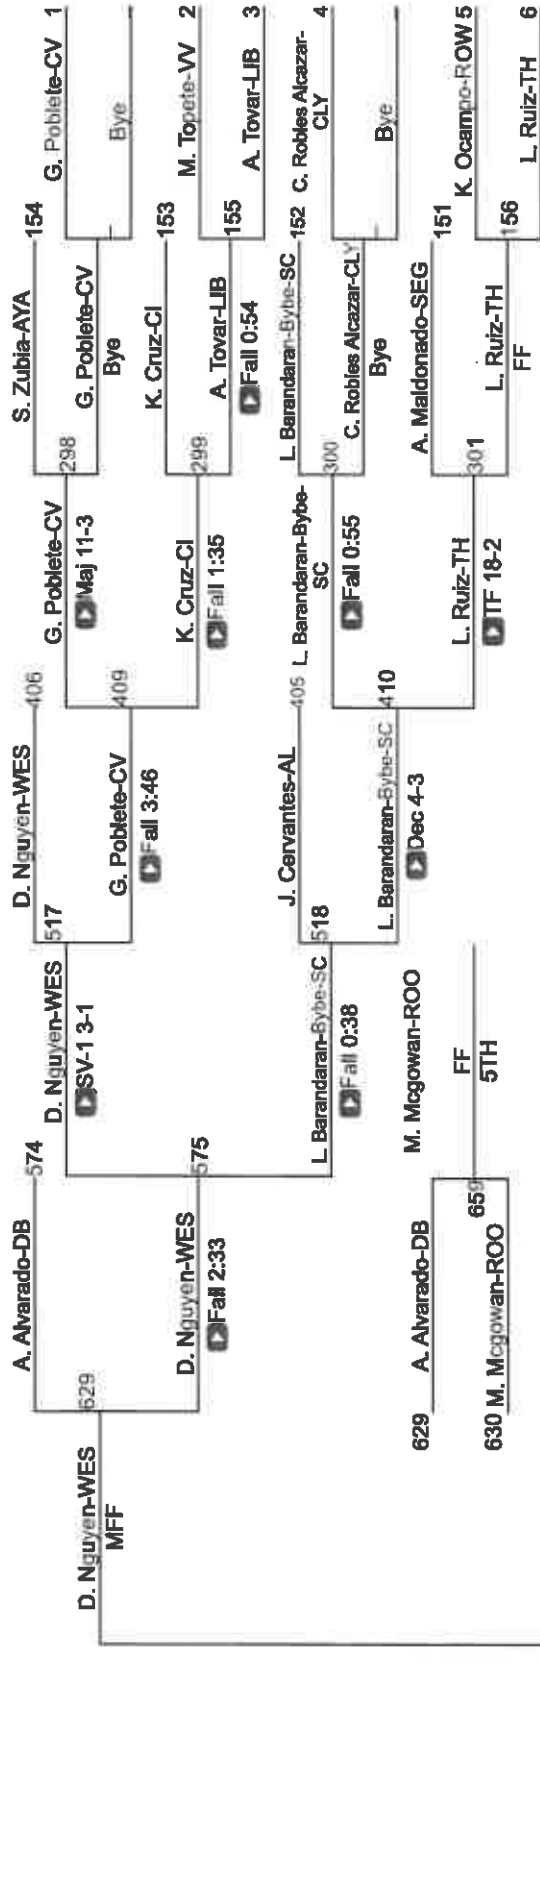 G. Poblete-CV 1
Bye
M. Topete-VV 2
A. Tovar-LIB 3
C. Robles Alcazar-
CLY
4
Bye
K. Ocampo-ROW 5
L. Ruiz-TH 6
S. Zubia-AYA 154
G. Poblete-CV
Bye
K. Cruz-CI 153
A. Tovar-LIB 155
Fall 0:54
L. Barandaran-Bybe-SC 152
C. Robles Alcazar-CLY
Bye
A. Maldonado-SEG 151
L. Ruiz-TH 156
FF
G. Poblete-CV 298
Maj 11-3
K. Cruz-CI 299
Fall 1:35
L. Barandaran-Bybe-
SC
300
Fall 0:55
L. Ruiz-TH 301
TF 18-2
D. Nguyen-WES 406
G. Poblete-CV 409
Fall 3:46
J. Cervantes-AL 405
L. Barandaran-Bybe-SC 410
Dec 4-3
D. Nguyen-WES 517
SV-1 3-1
L. Barandaran-Bybe-SC 518
Fall 0:38
M. Mcgowan-ROO
FF
5TH
A. Alvarado-DB 574
D. Nguyen-WES 575
Fall 2:33
629 A. Alvarado-DB
659
630 M. Mcgowan-ROO
D. Nguyen-WES 629
MFF